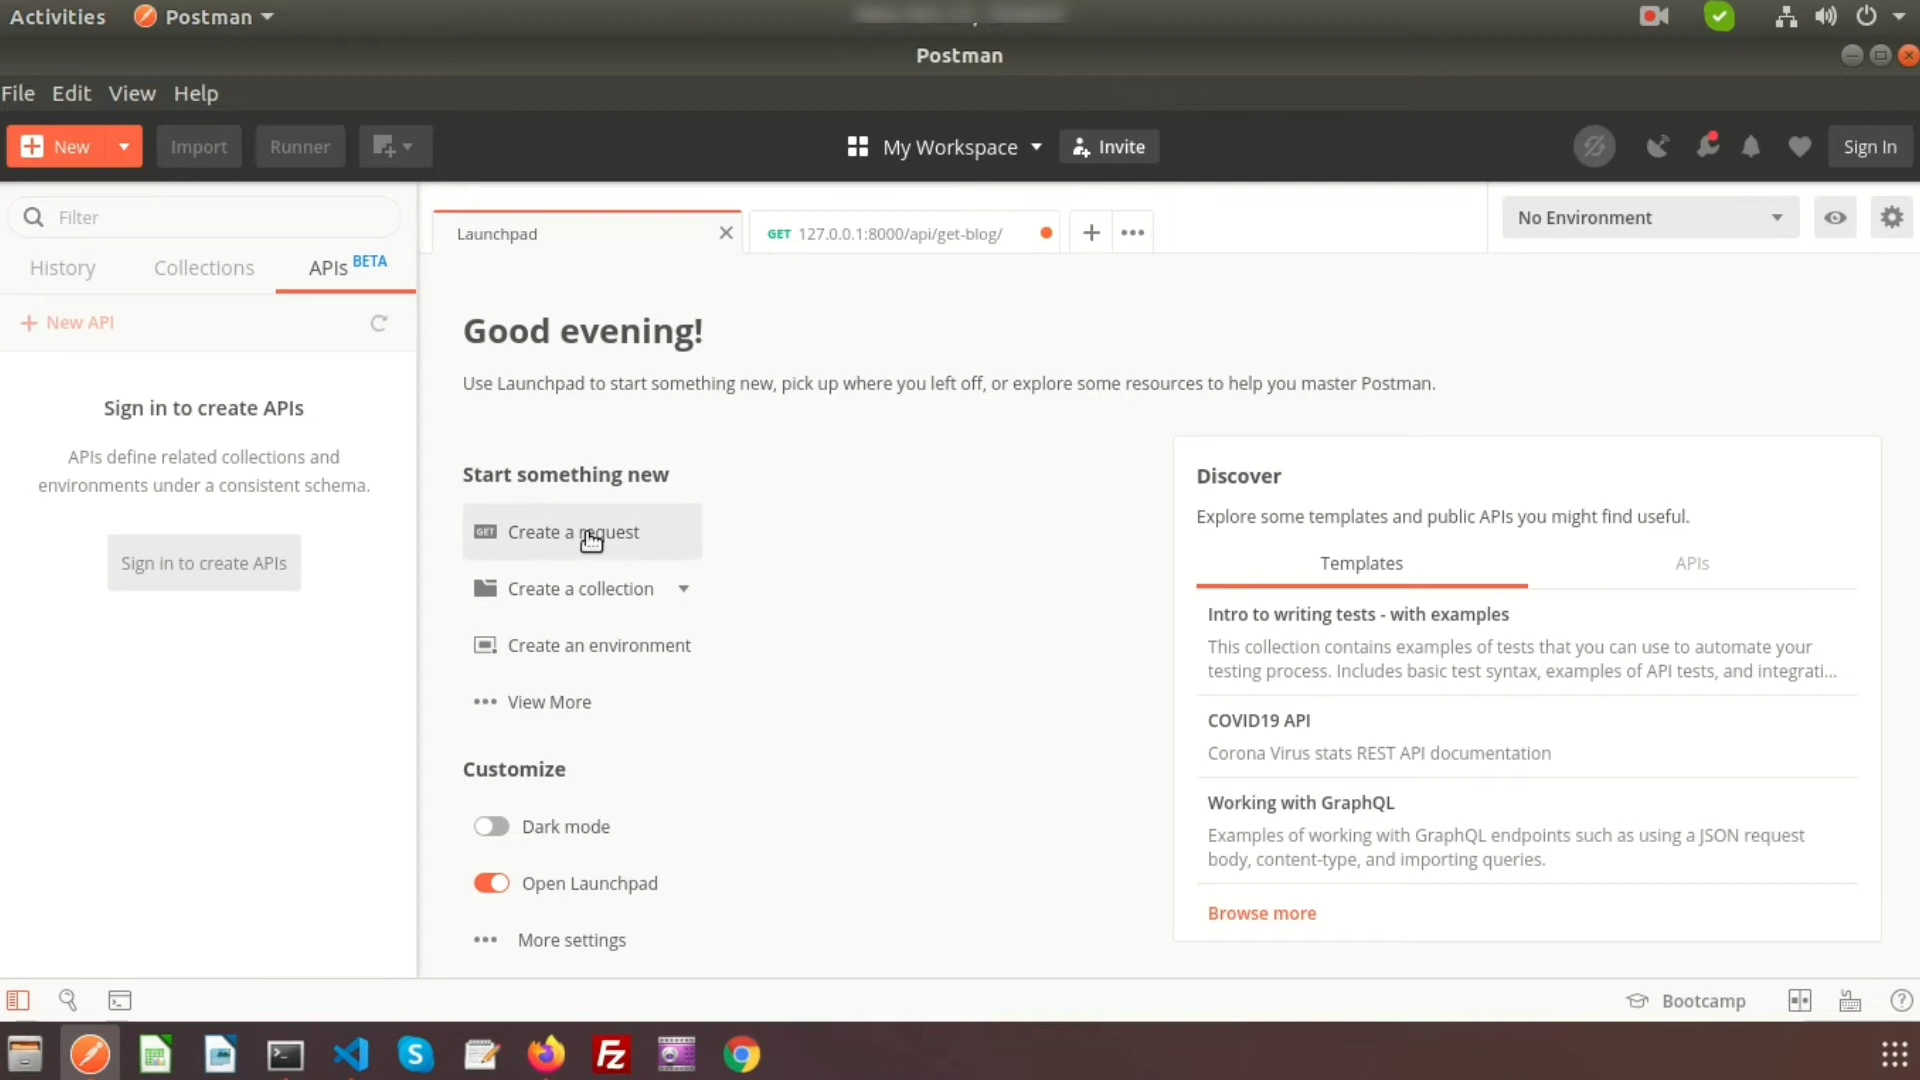 Activities Postman
Postman
File Edit View Help
New Import Runner My Workspace Invite Sign In
Filter
Launchpad GET 127.0.0.1:8000/api/get-blog/ No Environment
History Collections APIs BETA
New API
Good evening!
Use Launchpad to start something new, pick up where you left off, or explore some resources to help you master Postman.
Sign in to create APIs
APIs define related collections and
environments under a consistent schema.
Sign in to create APIs
Start something new
GET Create a request
Create a collection
Create an environment
View More
Customize
Dark mode
Open Launchpad
More settings
Discover
Explore some templates and public APIs you might find useful.
Templates APIs
Intro to writing tests - with examples
This collection contains examples of tests that you can use to automate your
testing process. Includes basic test syntax, examples of API tests, and integrati...
COVID19 API
Corona Virus stats REST API documentation
Working with GraphQL
Examples of working with GraphQL endpoints such as using a JSON request
body, content-type, and importing queries.
Browse more
Bootcamp